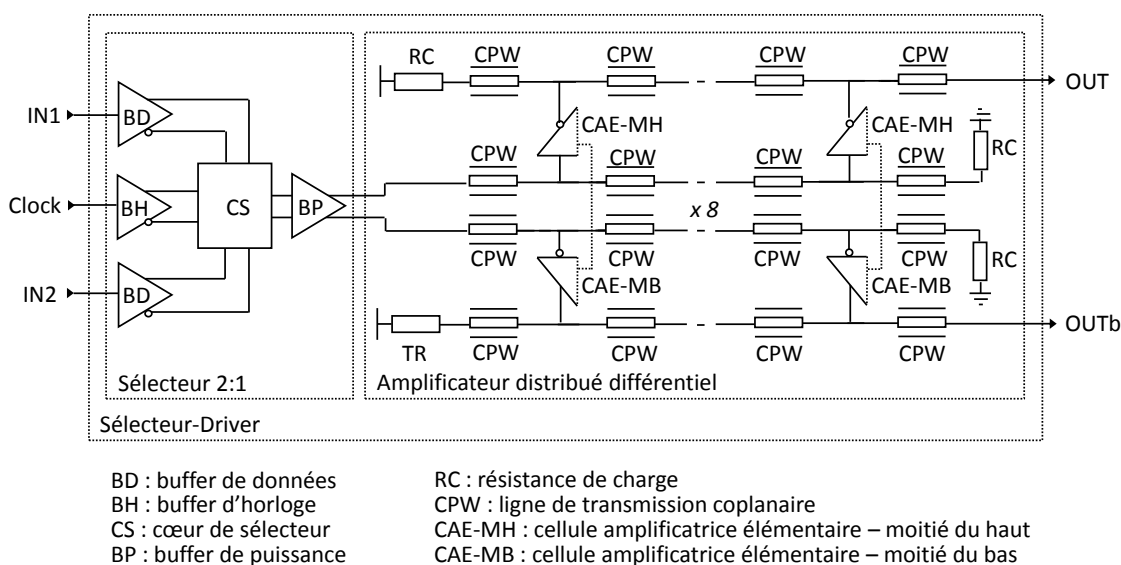 RC CPW CPW CPW CPW
OUT
IN1 BD CAE-MH CAE-MH
RC
CPW CPW CPW CPW
Clock BH CS BP
x 8
CPW CPW CPW CPW
RC
IN2 BD CAE-MB CAE-MB
OUTb
TR CPW CPW CPW CPW
Sélecteur 2:1 Amplificateur distribué différentiel
Sélecteur-Driver
BD : buffer de données
BH : buffer d’horloge
CS : cœur de sélecteur
BP : buffer de puissance
RC : résistance de charge
CPW : ligne de transmission coplanaire
CAE-MH : cellule amplificatrice élémentaire – moitié du haut
CAE-MB : cellule amplificatrice élémentaire – moitié du bas